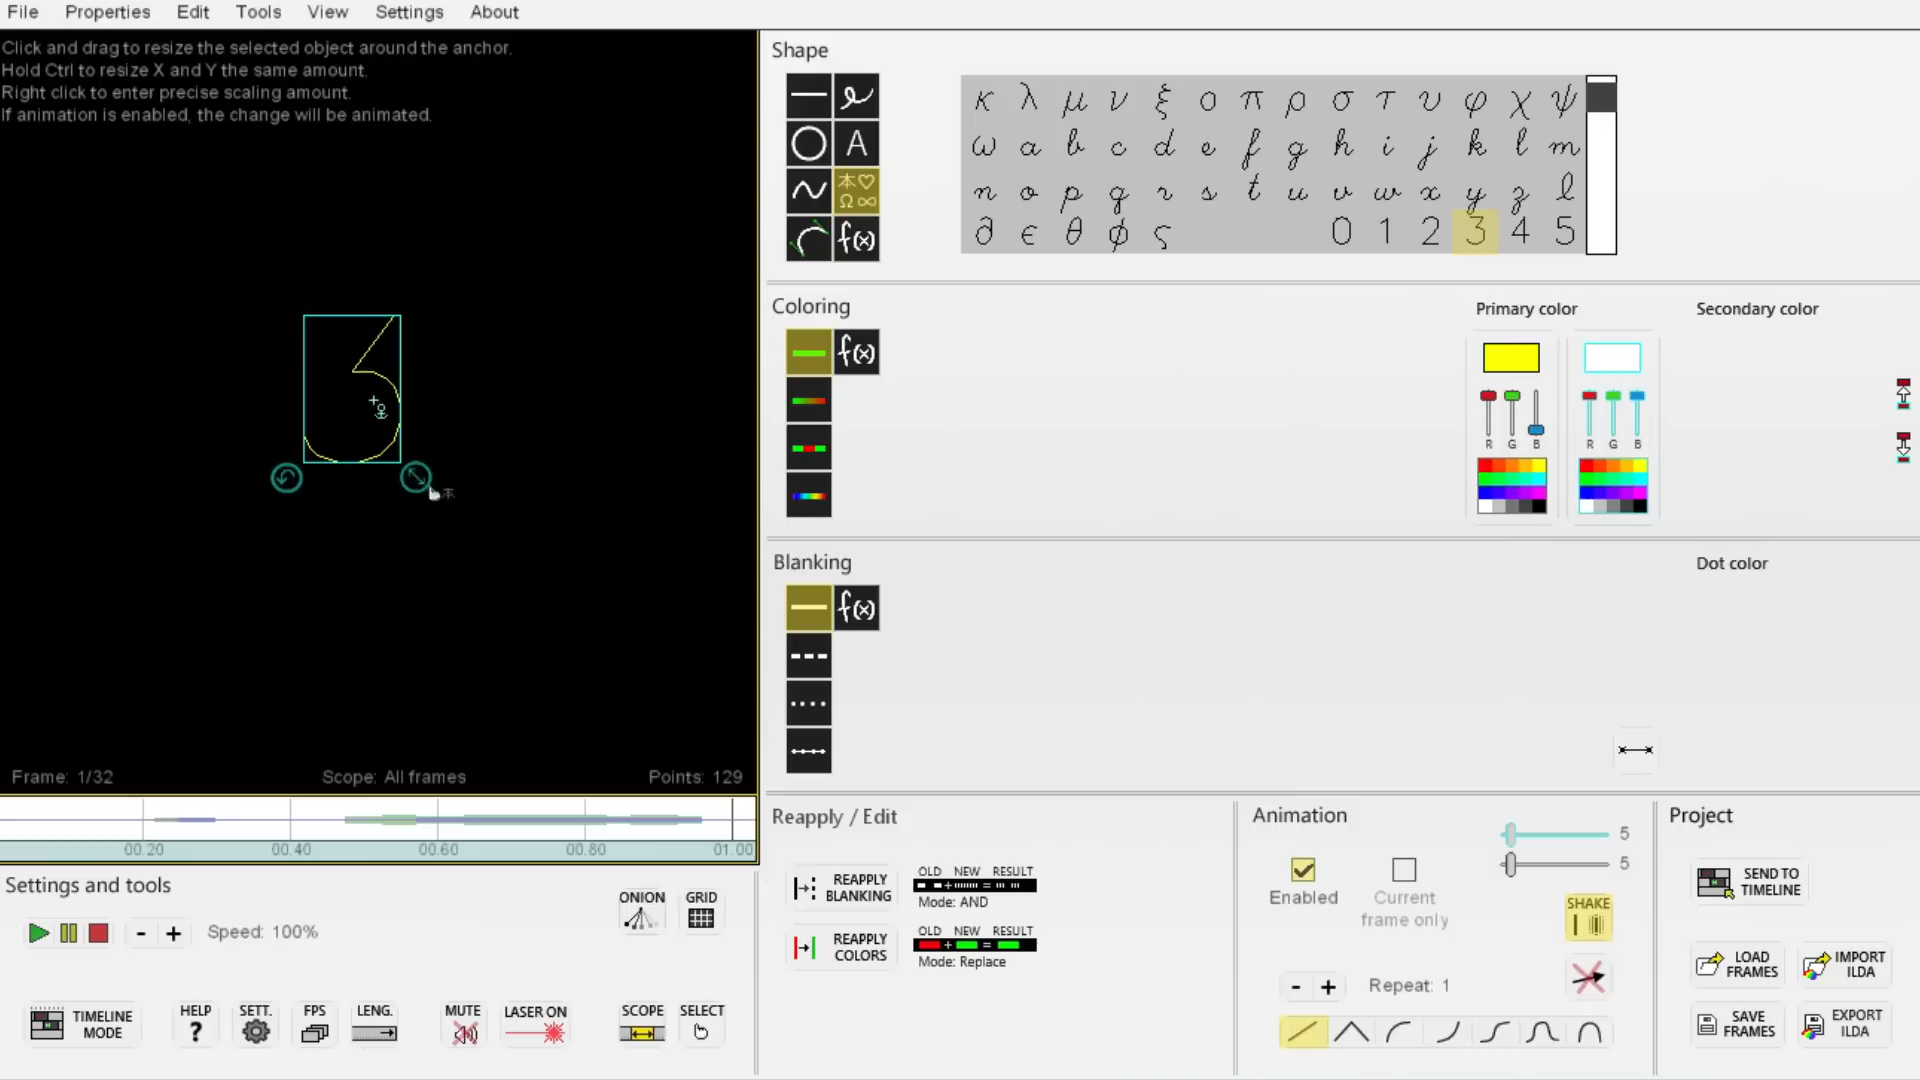 File Properties Edit Tools View Settings About
Click and drag to resize the selected object around the anchor.
Hold Ctrl to resize X and Y the same amount.
Right click to enter precise scaling amount.
If animation is enabled, the change will be animated.
Frame: 1/32 Scope: All frames Points: 129
00.20 00.40 00.60 00.80 01.00
Settings and tools
Speed: 100%
ONION GRID
TIMELINE MODE
HELP SETT. FPS LENG. MUTE LASER ON SCOPE SELECT
Shape
A
本♡
Ω∞
f(x)
κ λ μ ν ξ ο π ρ σ τ υ φ χ ψ
ω a b c d e f g h i j k l m
n o p q r s t u v w x y z l
∂ ϵ θ ϕ ς 0 1 2 3 4 5
Coloring
f(x)
Primary color Secondary color
R G B R G B
Blanking
f(x)
Dot color
Reapply / Edit
REAPPLY BLANKING
OLD NEW RESULT
Mode: AND
REAPPLY COLORS
OLD NEW RESULT
Mode: Replace
Animation
5
5
Enabled
Current frame only
SHAKE
- + Repeat: 1
Project
SEND TO TIMELINE
LOAD FRAMES
IMPORT ILDA
SAVE FRAMES
EXPORT ILDA